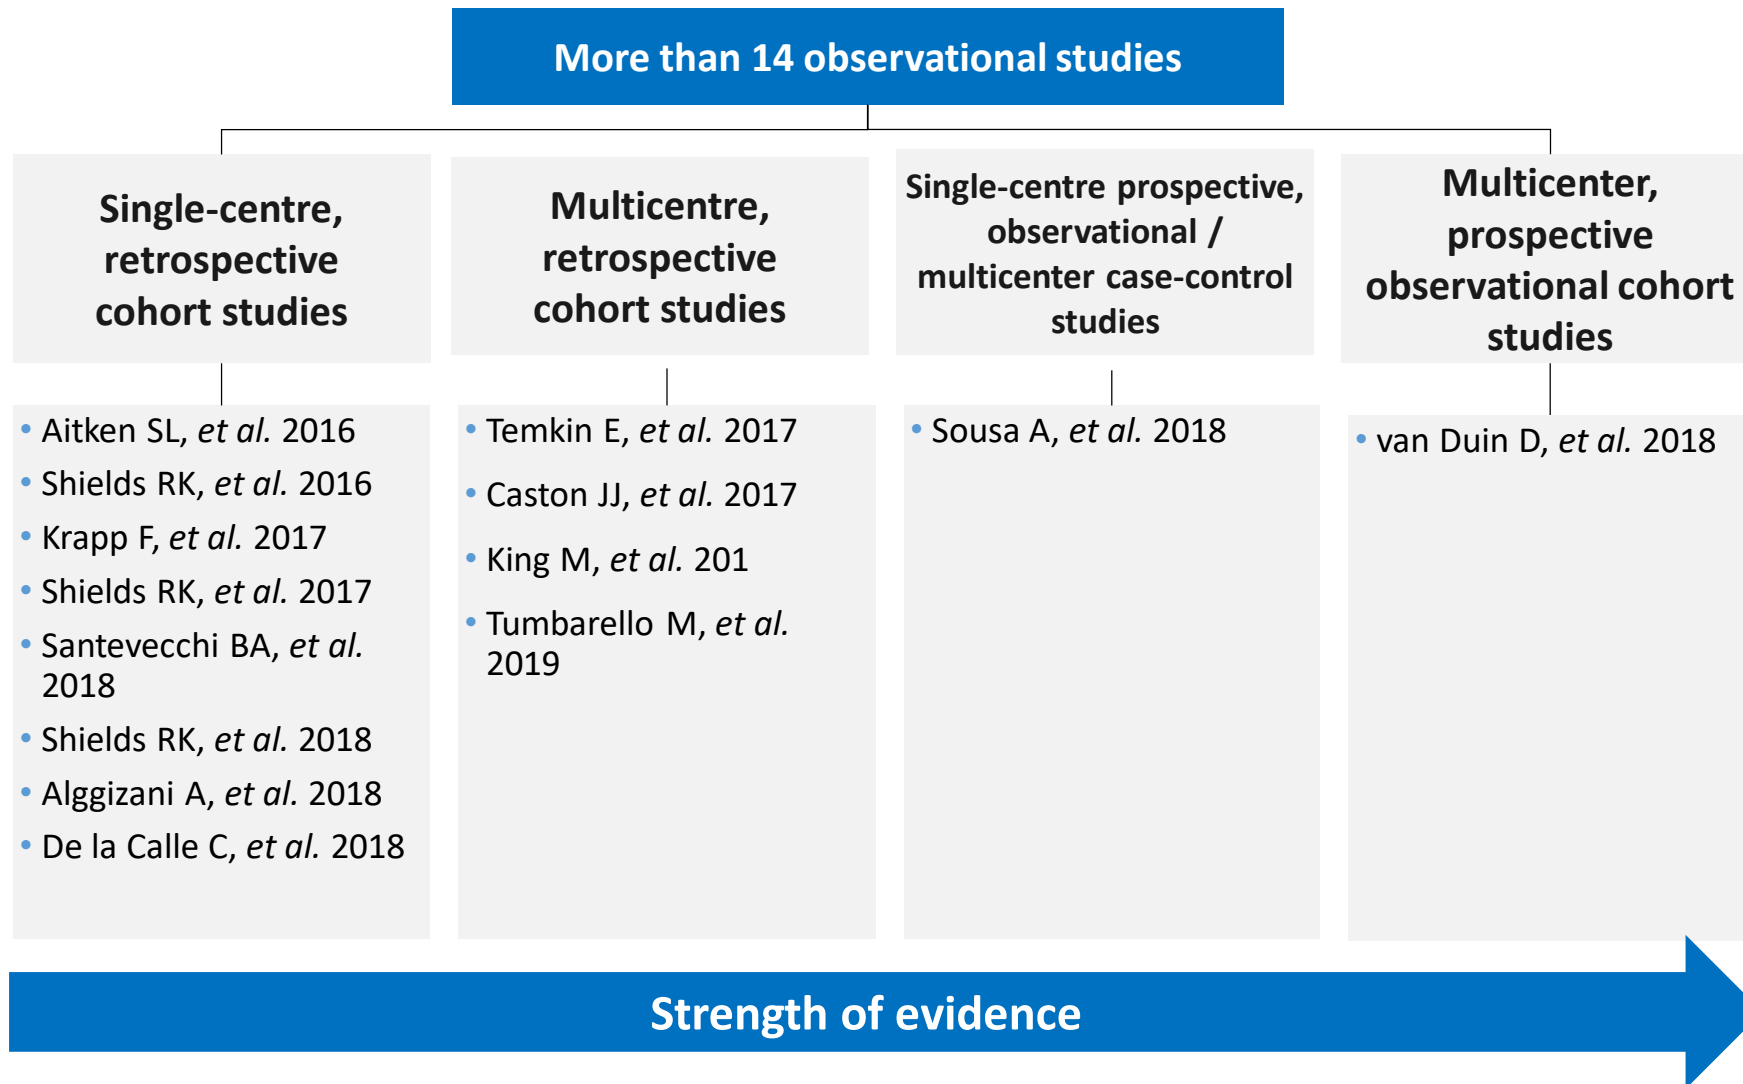 More than 14 observational studies
Single-centre,
retrospective
cohort studies
Multicentre,
retrospective
cohort studies
Single-centre prospective,
observational /
multicenter case-control
studies
Multicenter,
prospective
observational cohort
studies
• Aitken SL, et al. 2016
• Shields RK, et al. 2016
• Krapp F, et al. 2017
• Shields RK, et al. 2017
• Santevecchi BA, et al.
2018
• Shields RK, et al. 2018
• Alggizani A, et al. 2018
• De la Calle C, et al. 2018
• Temkin E, et al. 2017
• Caston JJ, et al. 2017
• King M, et al. 201
• Tumbarello M, et al.
2019
• Sousa A, et al. 2018
• van Duin D, et al. 2018
Strength of evidence